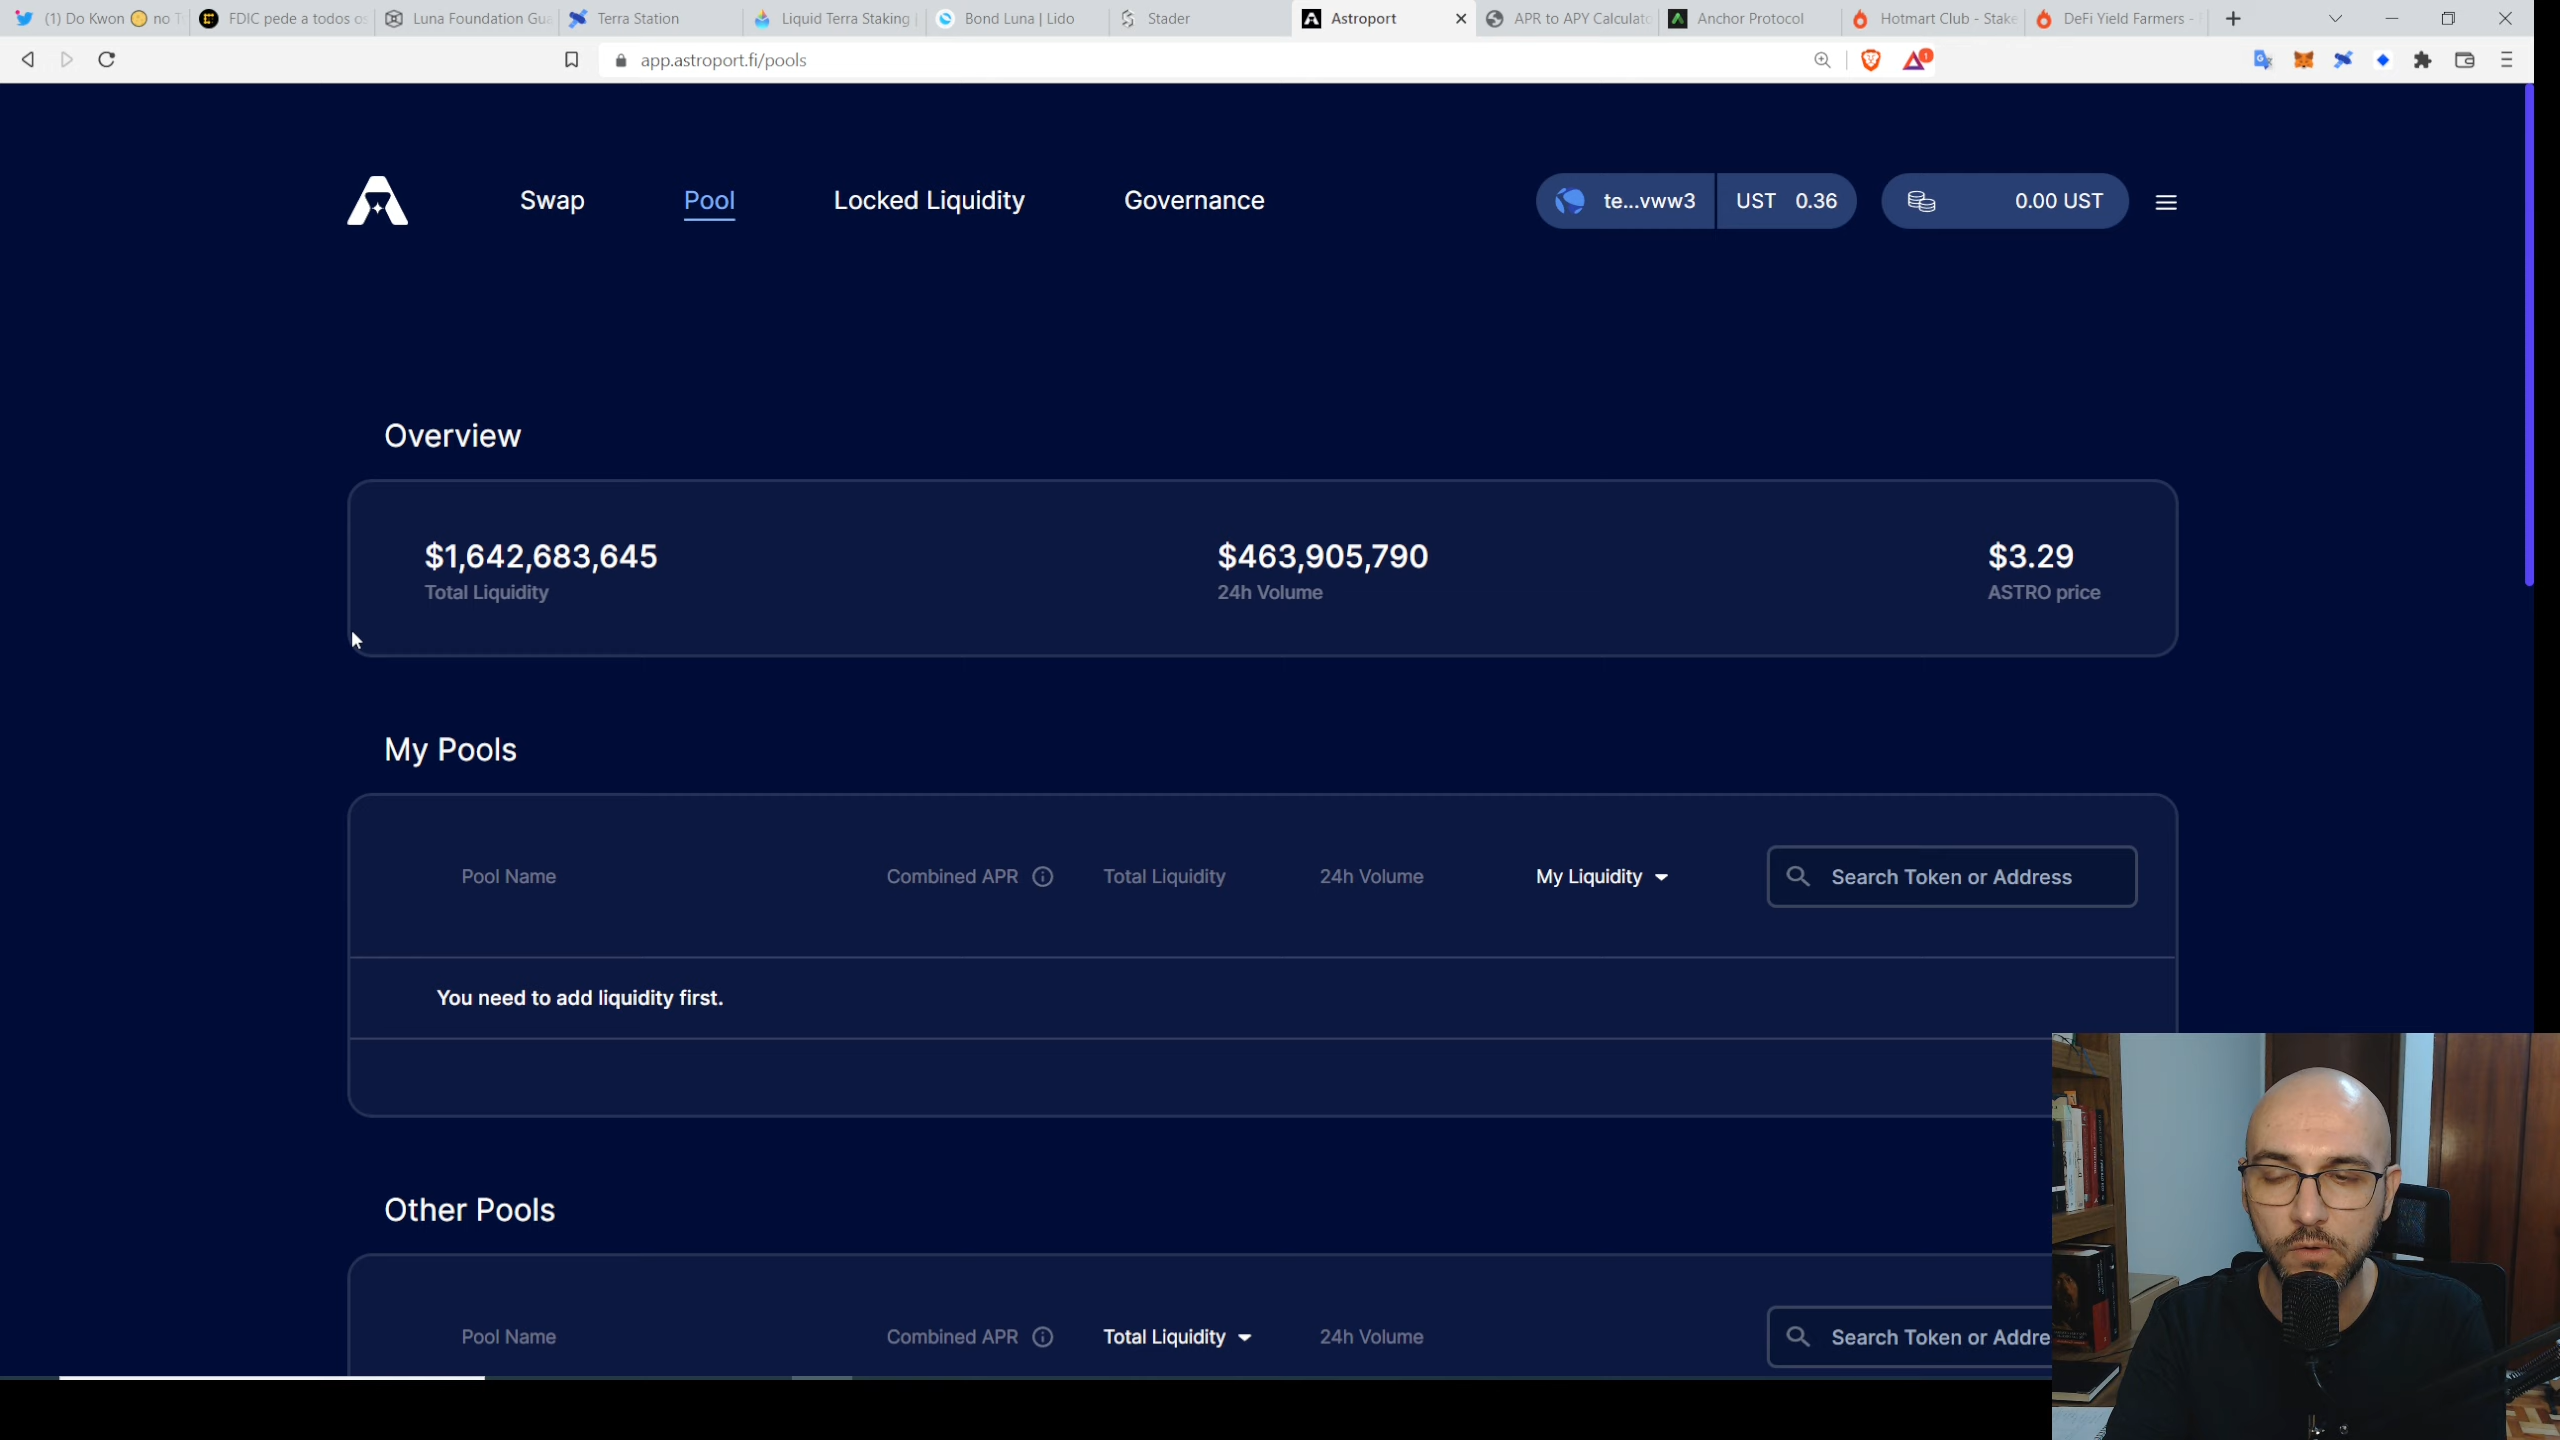 (1) Do Kwon 🟡 no T
FDIC pede a todos os
Luna Foundation Gua
Terra Station
Liquid Terra Staking |
Bond Luna | Lido
Stader
Astroport
APR to APY Calculato
Anchor Protocol
Hotmart Club - Stake
DeFi Yield Farmers -
app.astroport.fi/pools
1
Swap
Pool
Locked Liquidity
Governance
te...vww3
UST 0.36
0.00 UST
Overview
$1,642,683,645
Total Liquidity
$463,905,790
24h Volume
$3.29
ASTRO price
My Pools
Pool Name
Combined APR
Total Liquidity
24h Volume
My Liquidity
Search Token or Address
You need to add liquidity first.
Other Pools
Pool Name
Combined APR
Total Liquidity
24h Volume
Search Token or Addre